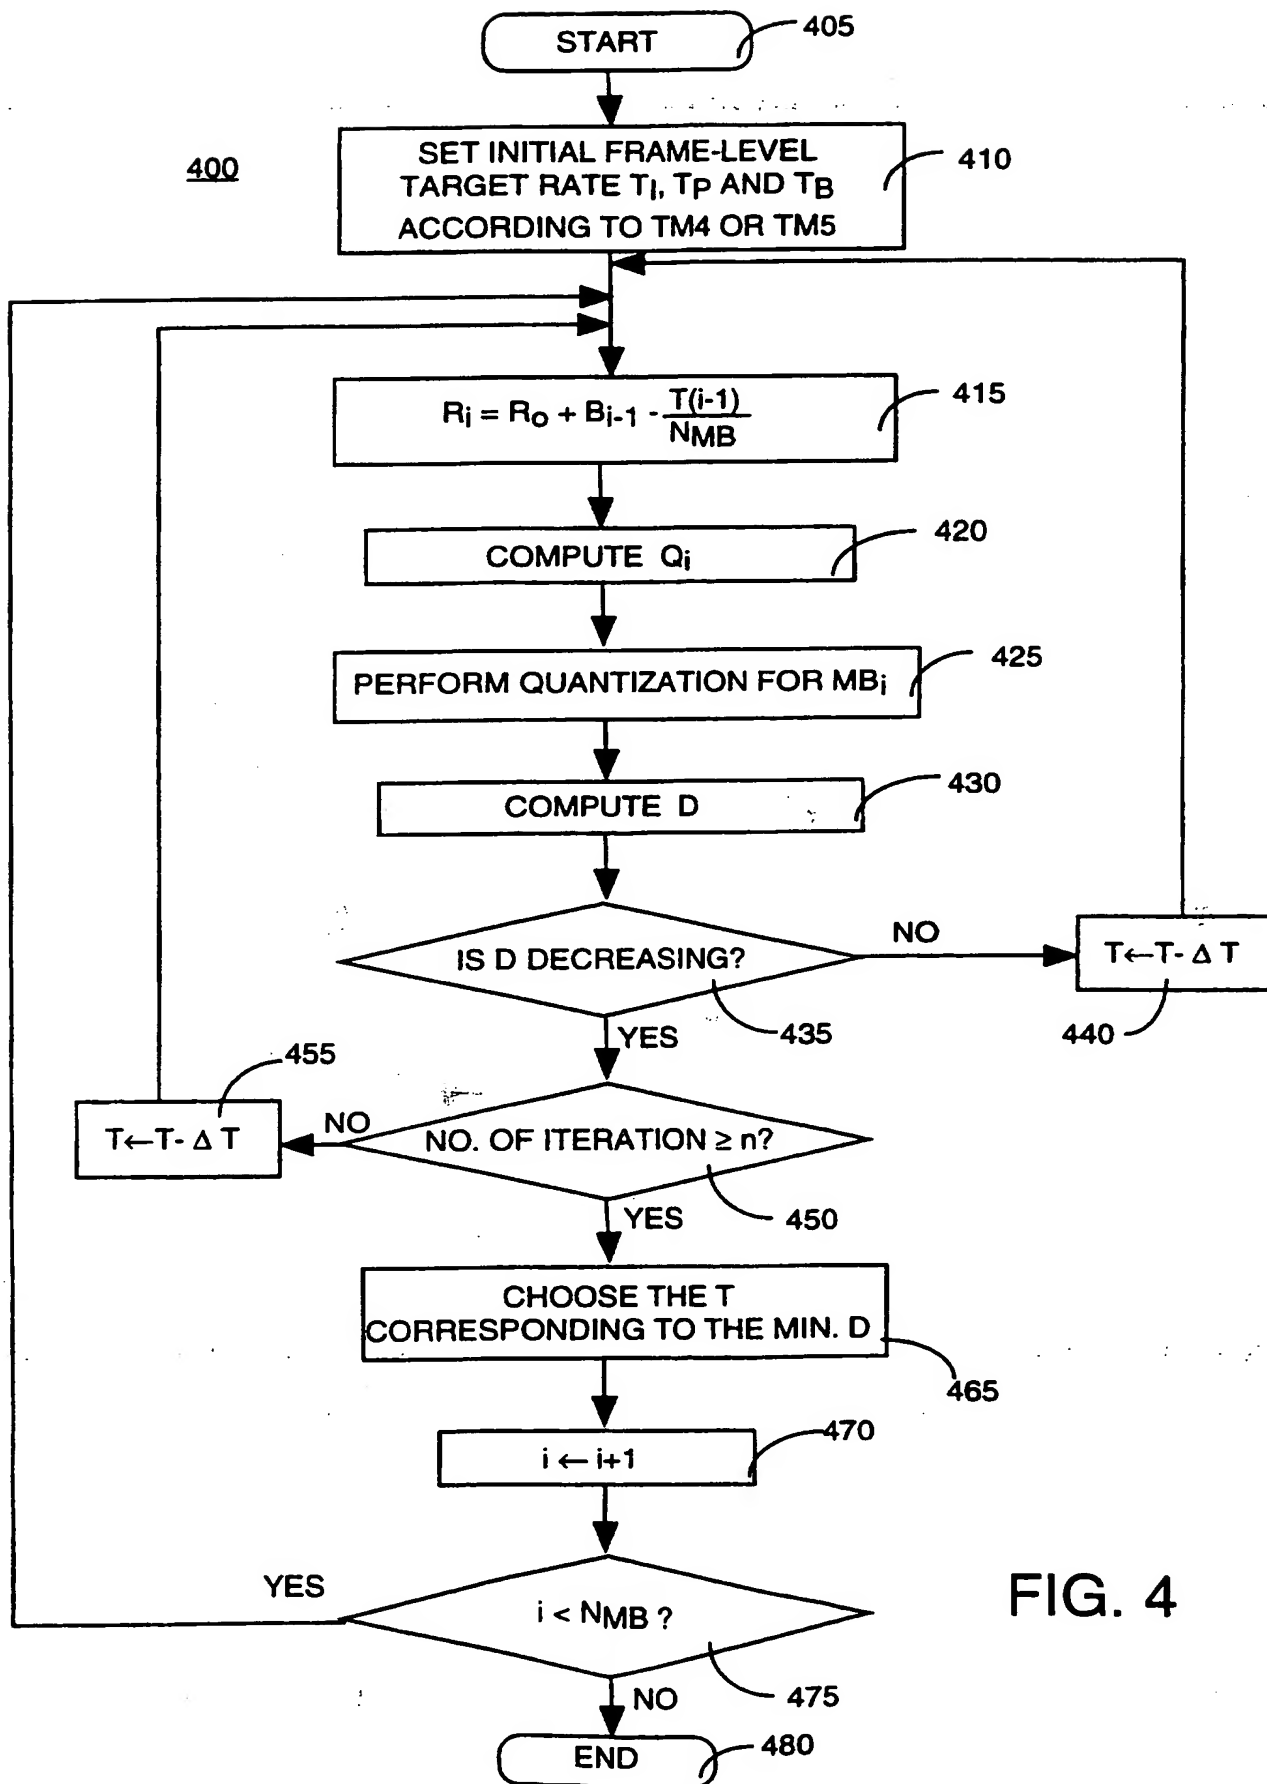 START
405
400
SET INITIAL FRAME-LEVEL
TARGET RATE TI, TP AND TB
ACCORDING TO TM4 OR TM5
410
Ri = Ro + Bi-1 - T(i-1)/NMB
415
COMPUTE Qi
420
PERFORM QUANTIZATION FOR MBi
425
COMPUTE D
430
IS D DECREASING?
435
NO
T←T- Δ T
440
YES
455
T←T- Δ T
NO
NO. OF ITERATION ≥ n?
450
YES
CHOOSE THE T
CORRESPONDING TO THE MIN. D
465
i ← i+1
470
YES
i < NMB ?
475
NO
END
480
FIG. 4